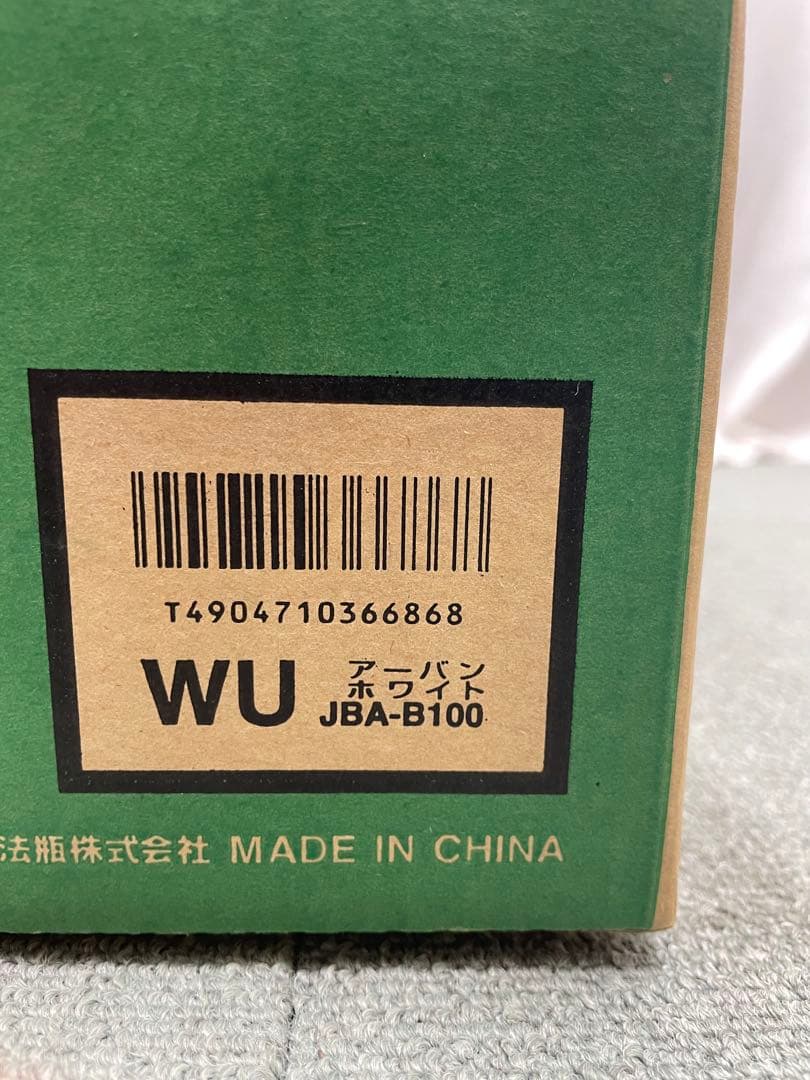 T4904710366868
WU アーバン
ホワイト
JBA-B100
法瓶株式会社 MADE IN CHINA